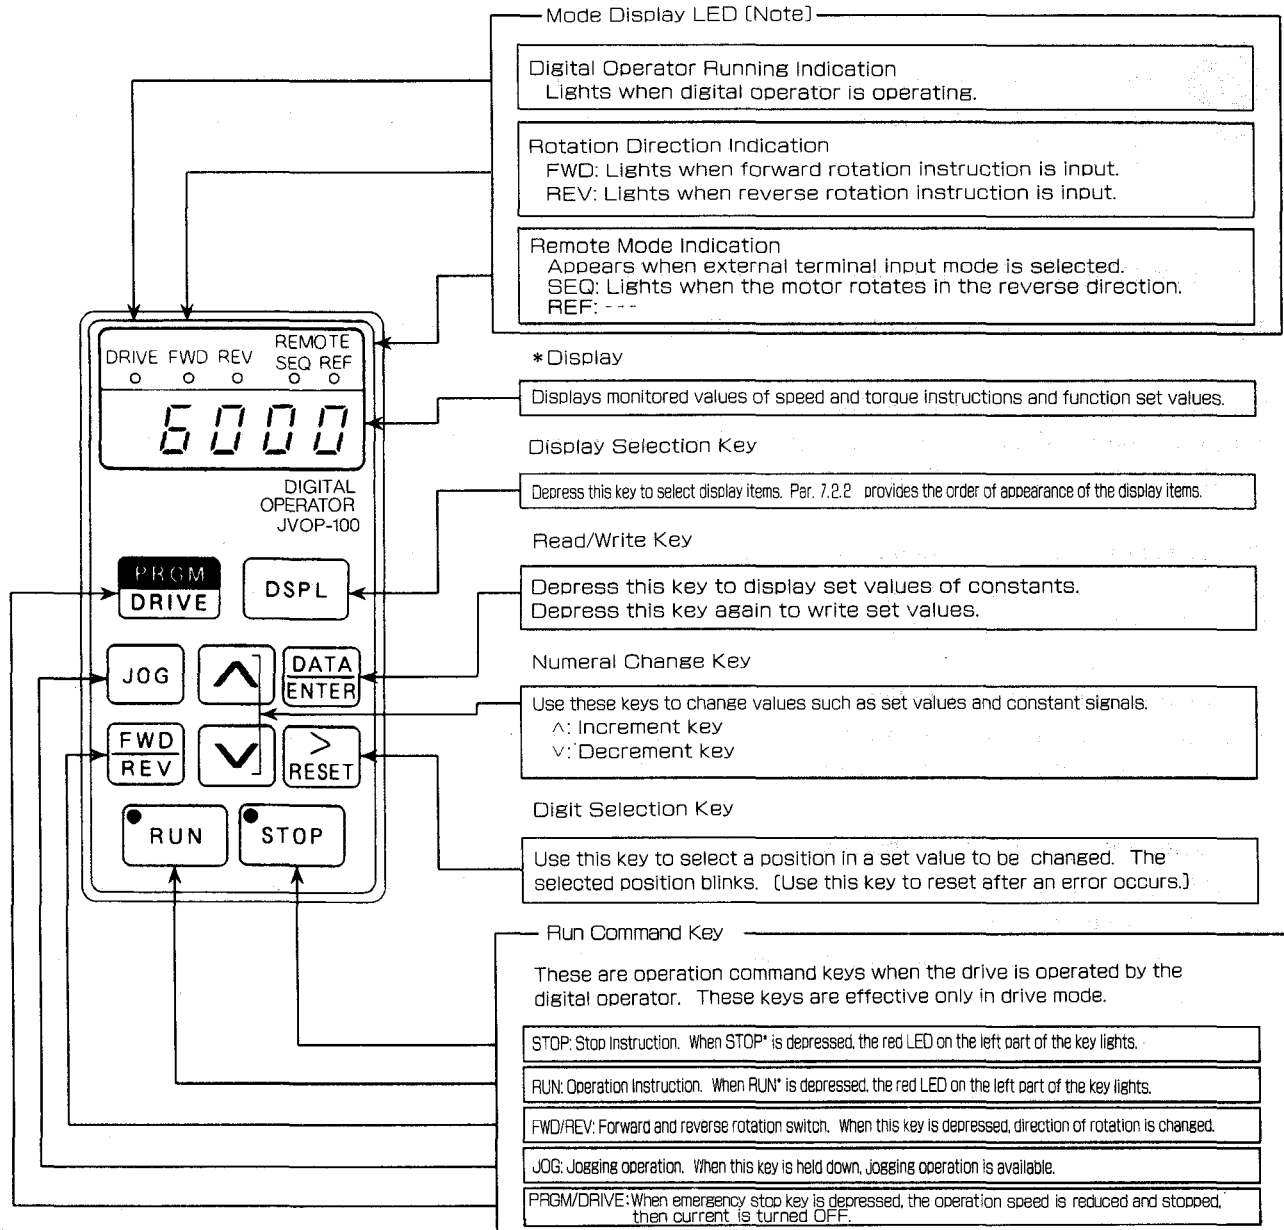 Mode Display LED [Note]
Digital Operator Running Indication
Lights when digital operator is operating.
Rotation Direction Indication
FWD: Lights when forward rotation instruction is input.
REV: Lights when reverse rotation instruction is input.
Remote Mode Indication
Appears when external terminal input mode is selected.
SEQ: Lights when the motor rotates in the reverse direction.
REF: ---
DRIVE FWD REV REMOTE
SEQ REF
6000
DIGITAL
OPERATOR
JVOP-100
PRGM
DRIVE
DSPL
JOG
∧
DATA
ENTER
FWD
REV
∨
>
RESET
RUN
STOP
*Display
Displays monitored values of speed and torque instructions and function set values.
Display Selection Key
Depress this key to select display items. Par. 7.2.2 provides the order of appearance of the display items.
Read/Write Key
Depress this key to display set values of constants.
Depress this key again to write set values.
Numeral Change Key
Use these keys to change values such as set values and constant signals.
∧: Increment key
∨: Decrement key
Digit Selection Key
Use this key to select a position in a set value to be changed. The
selected position blinks. [Use this key to reset after an error occurs.]
Run Command Key
These are operation command keys when the drive is operated by the
digital operator. These keys are effective only in drive mode.
STOP: Stop Instruction. When STOP* is depressed, the red LED on the left part of the key lights.
RUN: Operation Instruction. When RUN* is depressed, the red LED on the left part of the key lights.
FWD/REV: Forward and reverse rotation switch. When this key is depressed, direction of rotation is changed.
JOG: Jogging operation. When this key is held down, jogging operation is available.
PRGM/DRIVE: When emergency stop key is depressed, the operation speed is reduced and stopped,
then current is turned OFF.